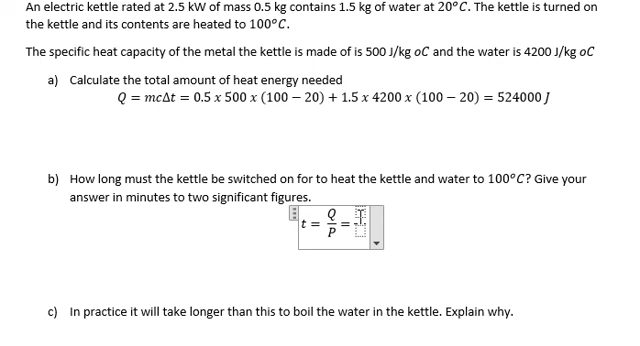 An electric kettle rated at 2.5 kW of mass 0.5 kg contains 1.5 kg of water at 20°C. The kettle is turned on
the kettle and its contents are heated to 100°C.
The specific heat capacity of the metal the kettle is made of is 500 J/kg oC and the water is 4200 J/kg oC
a) Calculate the total amount of heat energy needed
Q = mcΔt = 0.5 x 500 x (100 − 20) + 1.5 x 4200 x (100 − 20) = 524000 J
b) How long must the kettle be switched on for to heat the kettle and water to 100°C? Give your
answer in minutes to two significant figures.
t = Q/P =
c) In practice it will take longer than this to boil the water in the kettle. Explain why.